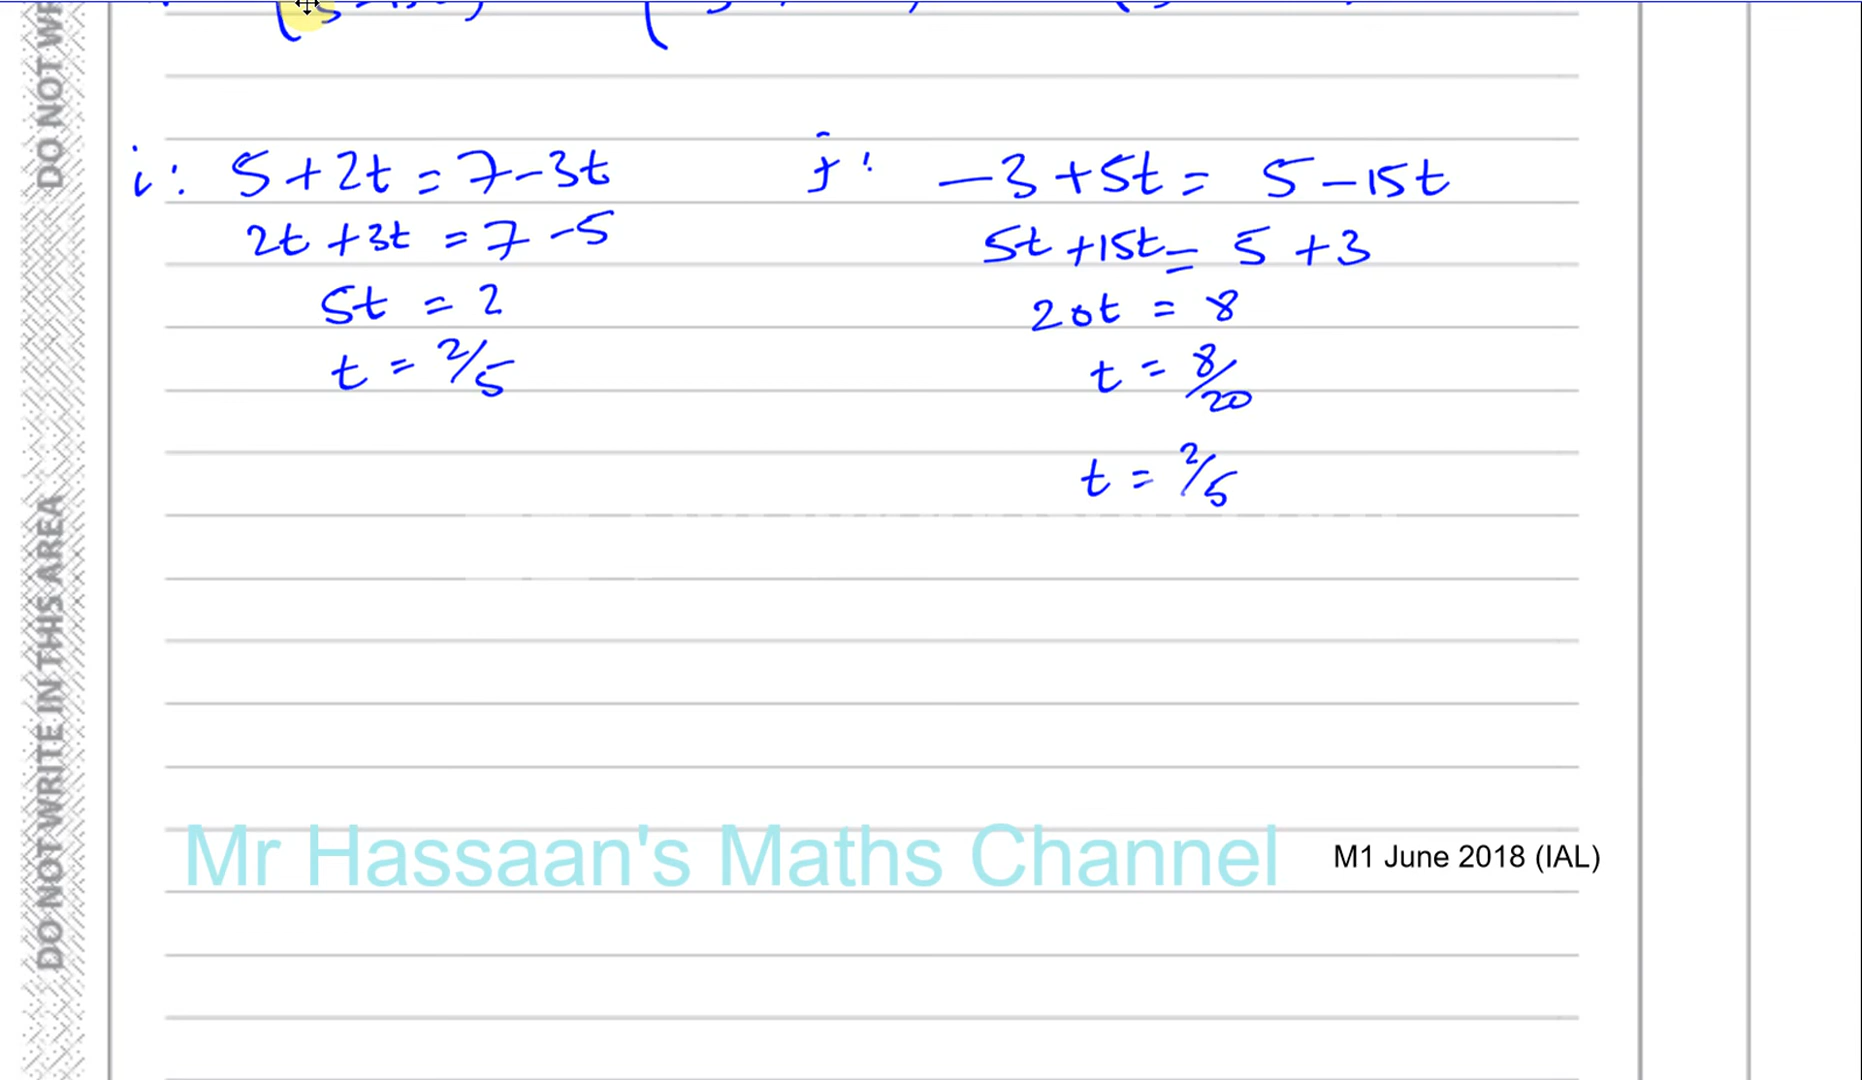 i: 5+2t = 7-3t
2t +3t = 7 -5
5t = 2
t = 2/5
j: -3 +5t = 5 -15t
5t +15t = 5 +3
20t = 8
t = 8/20
t = 2/5
Mr Hassaan's Maths Channel
M1 June 2018 (IAL)
DO NOT WRITE IN THIS AREA
DO NOT